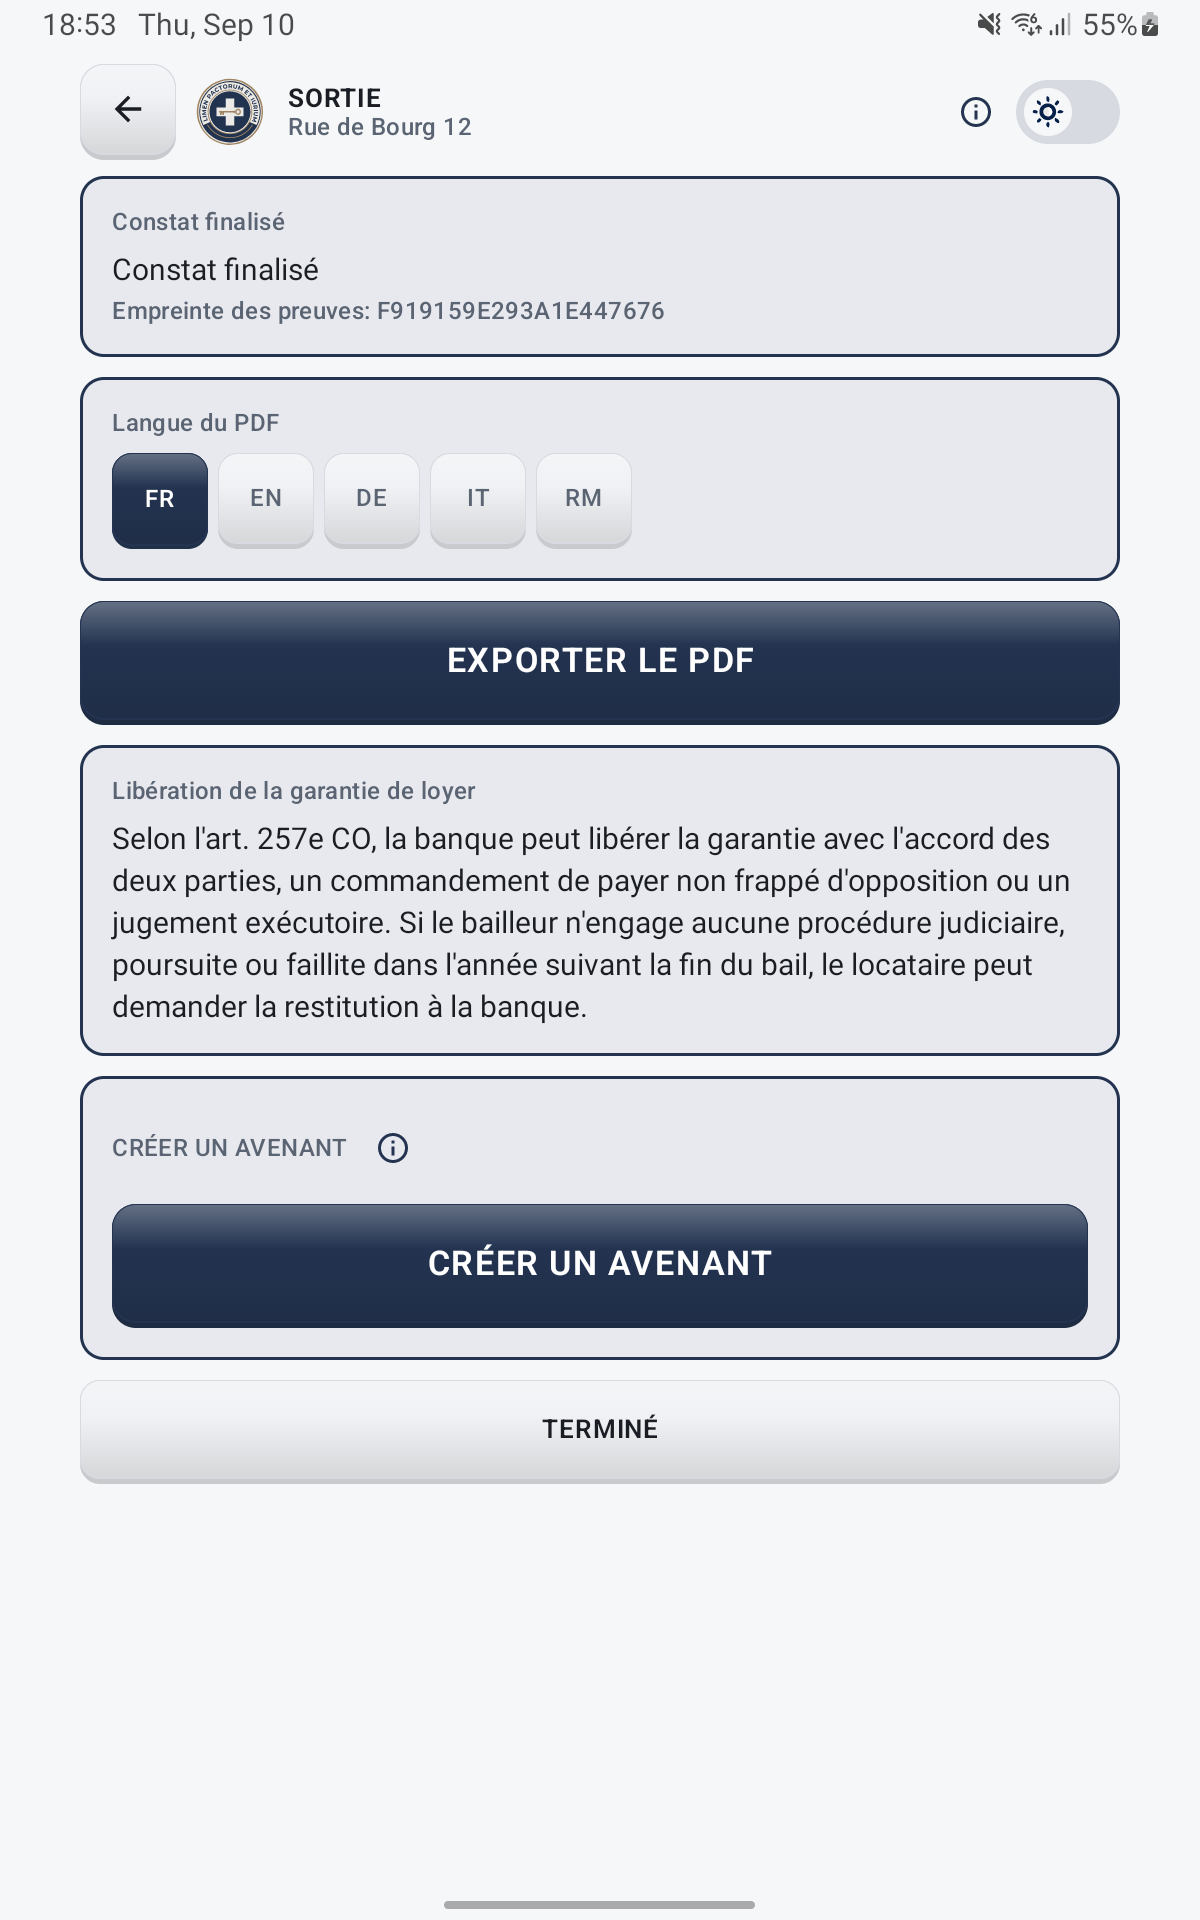 18:53 Thu, Sep 10
55%
SORTIE
Rue de Bourg 12
LIMEN PACTORUM ET IURIUM
Constat finalisé
Constat finalisé
Empreinte des preuves: F919159E293A1E447676
Langue du PDF
FR EN DE IT RM
EXPORTER LE PDF
Libération de la garantie de loyer
Selon l'art. 257e CO, la banque peut libérer la garantie avec l'accord des
deux parties, un commandement de payer non frappé d'opposition ou un
jugement exécutoire. Si le bailleur n'engage aucune procédure judiciaire,
poursuite ou faillite dans l'année suivant la fin du bail, le locataire peut
demander la restitution à la banque.
CRÉER UN AVENANT
CRÉER UN AVENANT
TERMINÉ